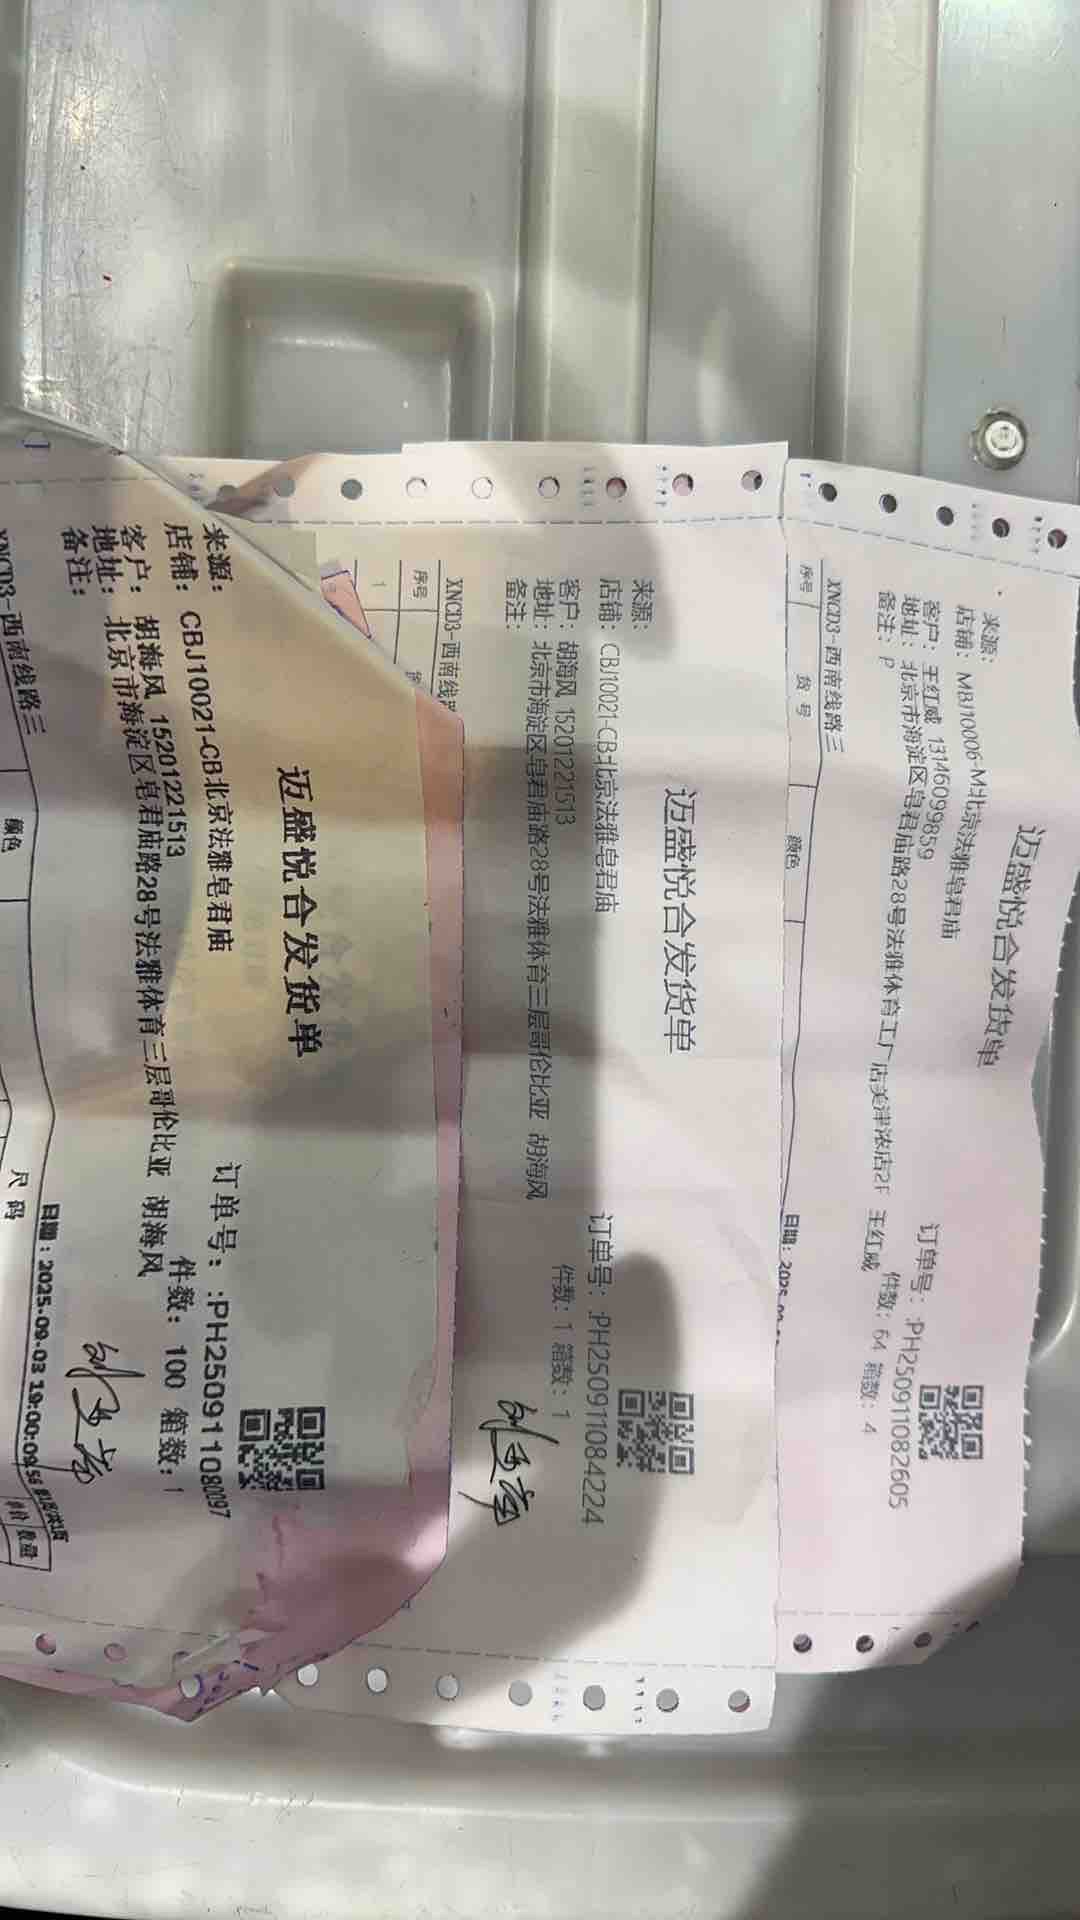 迈盛悦合发货单
来源:
订单号: :PH250911082605
店铺: MBJ10006-M北京法雅皂君庙
客户: 王红威 13146099859
件数: 64 箱数: 4
地址: 北京市海淀区皂君庙路28号法雅体育工厂店美津浓店2F 王红威
备注: P
XNCD3-西南线路三
日期: 2025
序号 货号 颜色
迈盛悦合发货单
来源:
订单号: :PH250911084224
店铺: CBJ10021-CB北京法雅皂君庙
客户: 胡海风 15201221513
件数: 1 箱数: 1
地址: 北京市海淀区皂君庙路28号法雅体育三层哥伦比亚 胡海风
备注:
XNCD3-西南线路
序号
1
迈盛悦合发货单
来源:
订单号: :PH250911080097
店铺: CBJ10021-CB北京法雅皂君庙
客户: 胡海风 15201221513
件数: 100 箱数: 1
地址: 北京市海淀区皂君庙路28号法雅体育三层哥伦比亚 胡海风
备注:
XNCD3-西南线路三
日期: 2025.09.03 19:00:09
颜色 尺码 数量